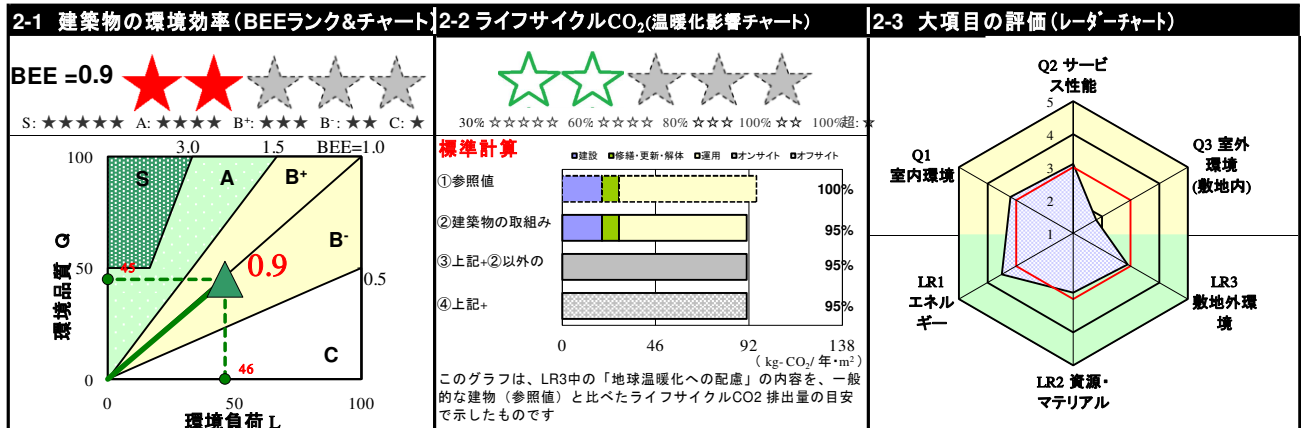 2-1 建築物の環境効率(BEEランク&チャート)
BEE =0.9
S: ★★★★★ A: ★★★★ B+: ★★★ B-: ★★ C: ★
3.0 1.5 BEE=1.0
100
S
A
B+
B-
C
0.5
0.9
50
45
46
0
0 50 100
環境品質 Q
環境負荷 L
2-2 ライフサイクルCO2(温暖化影響チャート)
30% ☆☆☆☆☆ 60% ☆☆☆☆ 80% ☆☆☆ 100% ☆☆ 100%超: ☆
標準計算
■建設 ■修繕・更新・解体 □運用 ■オンサイト □オフサイト
①参照値 100%
②建築物の取組み 95%
③上記+②以外の 95%
④上記+ 95%
0 46 92 138
( kg-CO2/ 年・m2 )
このグラフは、LR3中の「地球温暖化への配慮」の内容を、一般
的な建物(参照値)と比べたライフサイクルCO2 排出量の目安
で示したものです
2-3 大項目の評価(レーダーチャート)
Q2 サービ
ス性能
5
4
3
2
1
Q1
室内環境
Q3 室外
環境
(敷地内)
LR1
エネル
ギー
LR3
敷地外環
境
LR2 資源・
マテリアル